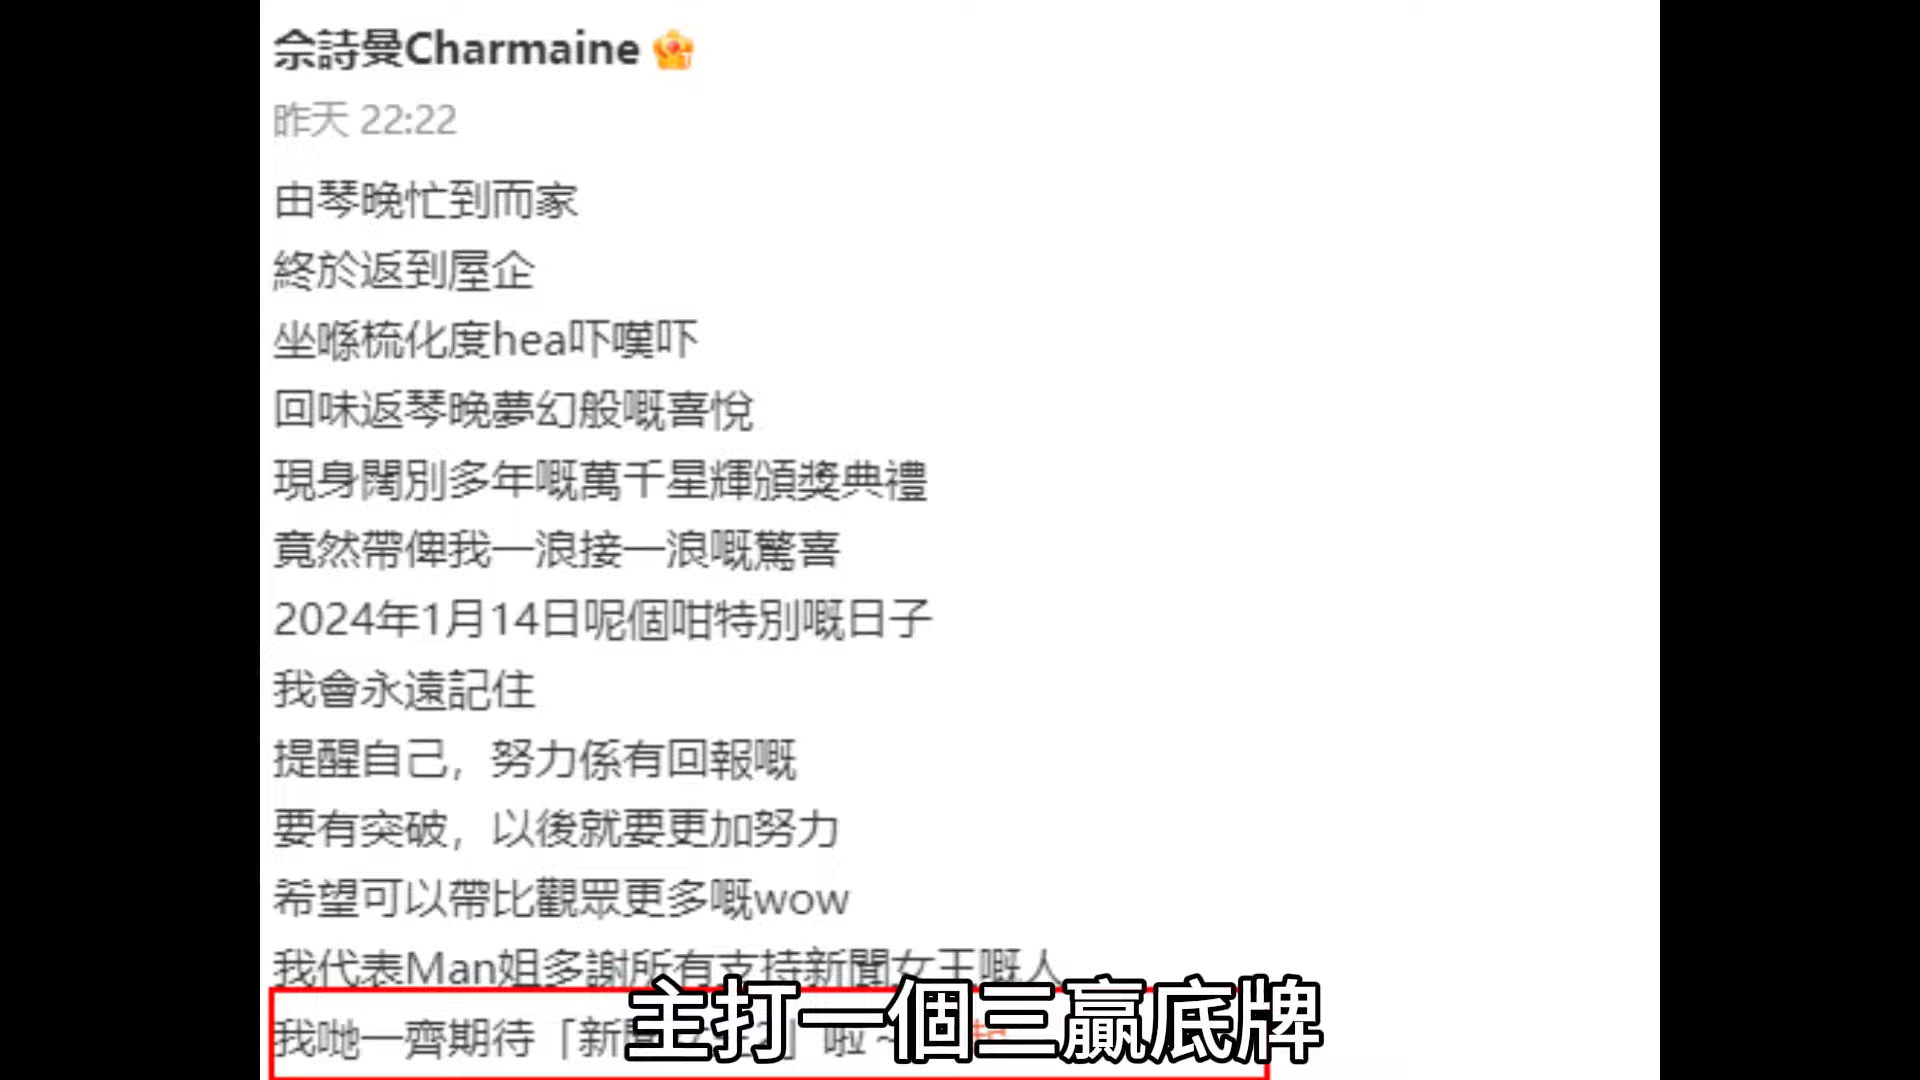 佘詩曼Charmaine
昨天 22:22
由琴晚忙到而家
終於返到屋企
坐喺梳化度hea吓嘆吓
回味返琴晚夢幻般嘅喜悅
現身闊別多年嘅萬千星輝頒獎典禮
竟然帶俾我一浪接一浪嘅驚喜
2024年1月14日呢個咁特別嘅日子
我會永遠記住
提醒自己，努力係有回報嘅
要有突破，以後就要更加努力
希望可以帶比觀眾更多嘅wow
我代表Man姐多謝所有支持新聞女王嘅人
我哋一齊期待「新聞女王2」啦~
主打一個三贏底牌